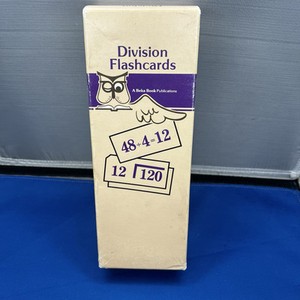 Division
Flashcards
A Beka Book Publications
48÷4=12
12 120